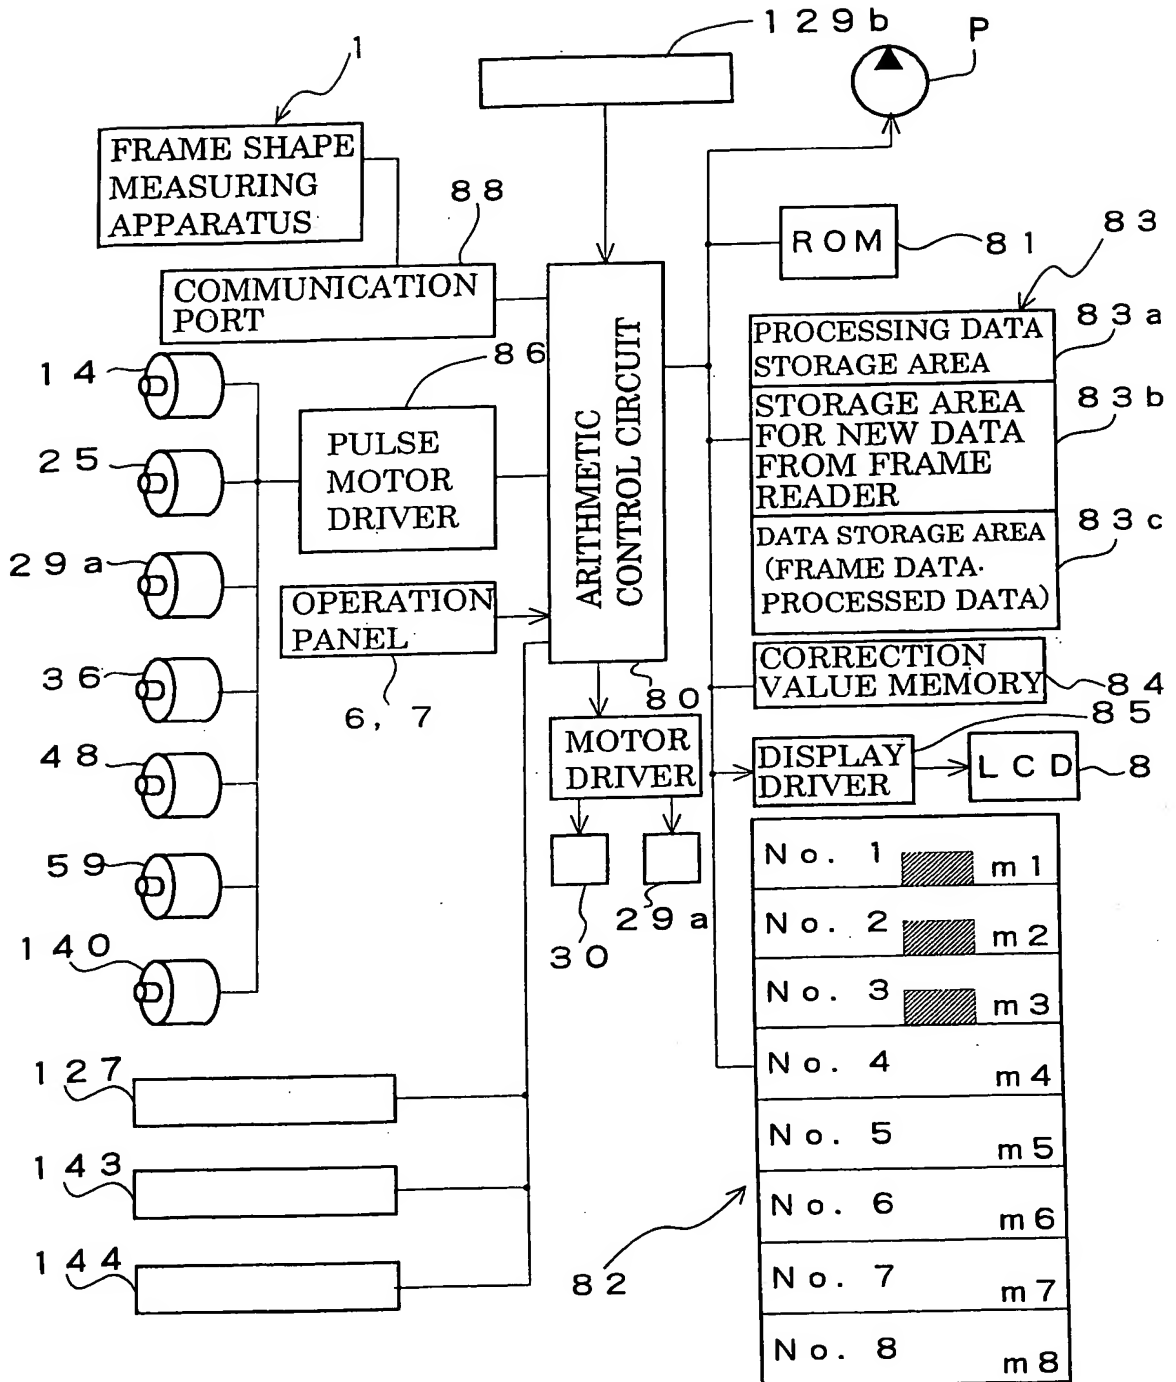 129b
P
1
FRAME SHAPE
MEASURING
APPARATUS
88
ROM
81
83
COMMUNICATION
PORT
ARITHMETIC
CONTROL CIRCUIT
PROCESSING DATA
STORAGE AREA
83a
14
86
STORAGE AREA
FOR NEW DATA
FROM FRAME
READER
83b
25
PULSE
MOTOR
DRIVER
29a
DATA STORAGE AREA
(FRAME DATA·
PROCESSED DATA)
83c
OPERATION
PANEL
36
6, 7
80
CORRECTION
VALUE MEMORY
84
85
48
MOTOR
DRIVER
DISPLAY
DRIVER
LCD
8
59
30
29a
140
No. 1 m1
No. 2 m2
No. 3 m3
No. 4 m4
No. 5 m5
No. 6 m6
No. 7 m7
No. 8 m8
127
143
144
82